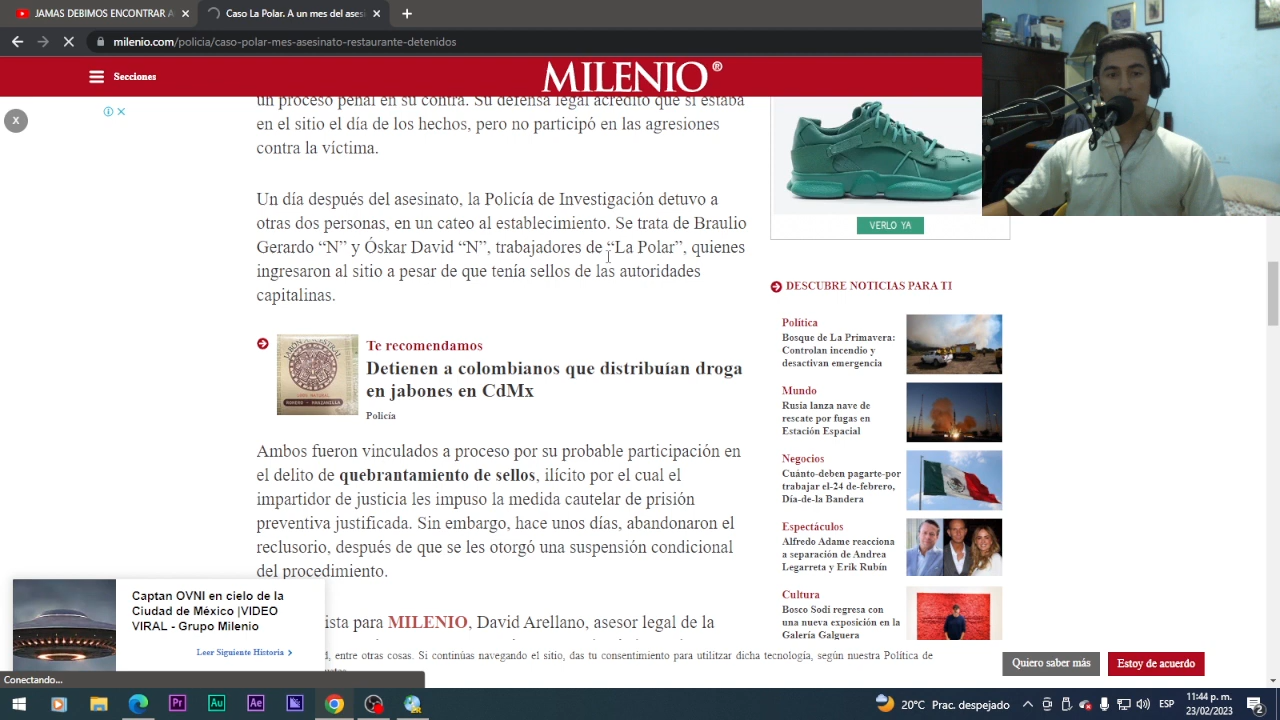 JAMAS DEBIMOS ENCONTRAR A
Caso La Polar. Un mes del asesi
milenio.com/policia/caso-polar-mes-asesinato-restaurante-detenidos
Secciones
MILENIO®
un proceso penal en su contra. Su defensa legal acreditó que sí estaba
en el sitio el día de los hechos, pero no participó en las agresiones
contra la víctima.
Un día después del asesinato, la Policía de Investigación detuvo a
otras dos personas, en un cateo al establecimiento. Se trata de Braulio
Gerardo “N” y Óskar David “N”, trabajadores de “La Polar”, quienes
ingresaron al sitio a pesar de que tenía sellos de las autoridades
capitalinas.
Te recomendamos
Detienen a colombianos que distribuían droga
en jabones en CdMx
Policía
Ambos fueron vinculados a proceso por su probable participación en
el delito de quebrantamiento de sellos, ilícito por el cual el
impartidor de justicia les impuso la medida cautelar de prisión
preventiva justificada. Sin embargo, hace unos días, abandonaron el
reclusorio, después de que se les otorgó una suspensión condicional
del procedimiento.
ista para MILENIO, David Arellano, asesor legal de la
VERLO YA
DESCUBRE NOTICIAS PARA TI
Política
Bosque de La Primavera:
Controlan incendio y
desactivan emergencia
Mundo
Rusia lanza nave de
rescate por fugas en
Estación Espacial
Negocios
Cuánto-deben pagarte-por
trabajar el-24 de-febrero,
Día-de-la Bandera
Espectáculos
Alfredo Adame reacciona
a separación de Andrea
Legarreta y Erik Rubín
Cultura
Bosco Sodi regresa con
una nueva exposición en la
Galería Galguera
Captan OVNI en cielo de la
Ciudad de México |VIDEO
VIRAL - Grupo Milenio
Leer Siguiente Historia
d, entre otras cosas. Si continúas navegando el sitio, das tu consentimiento para utilitzar dicha tecnología, según nuestra Política de
Quiero saber más
Estoy de acuerdo
Conectando...
Pr
Au
Ae
20°C Prac. despejado
ESP
11:44 p. m.
23/02/2023
2